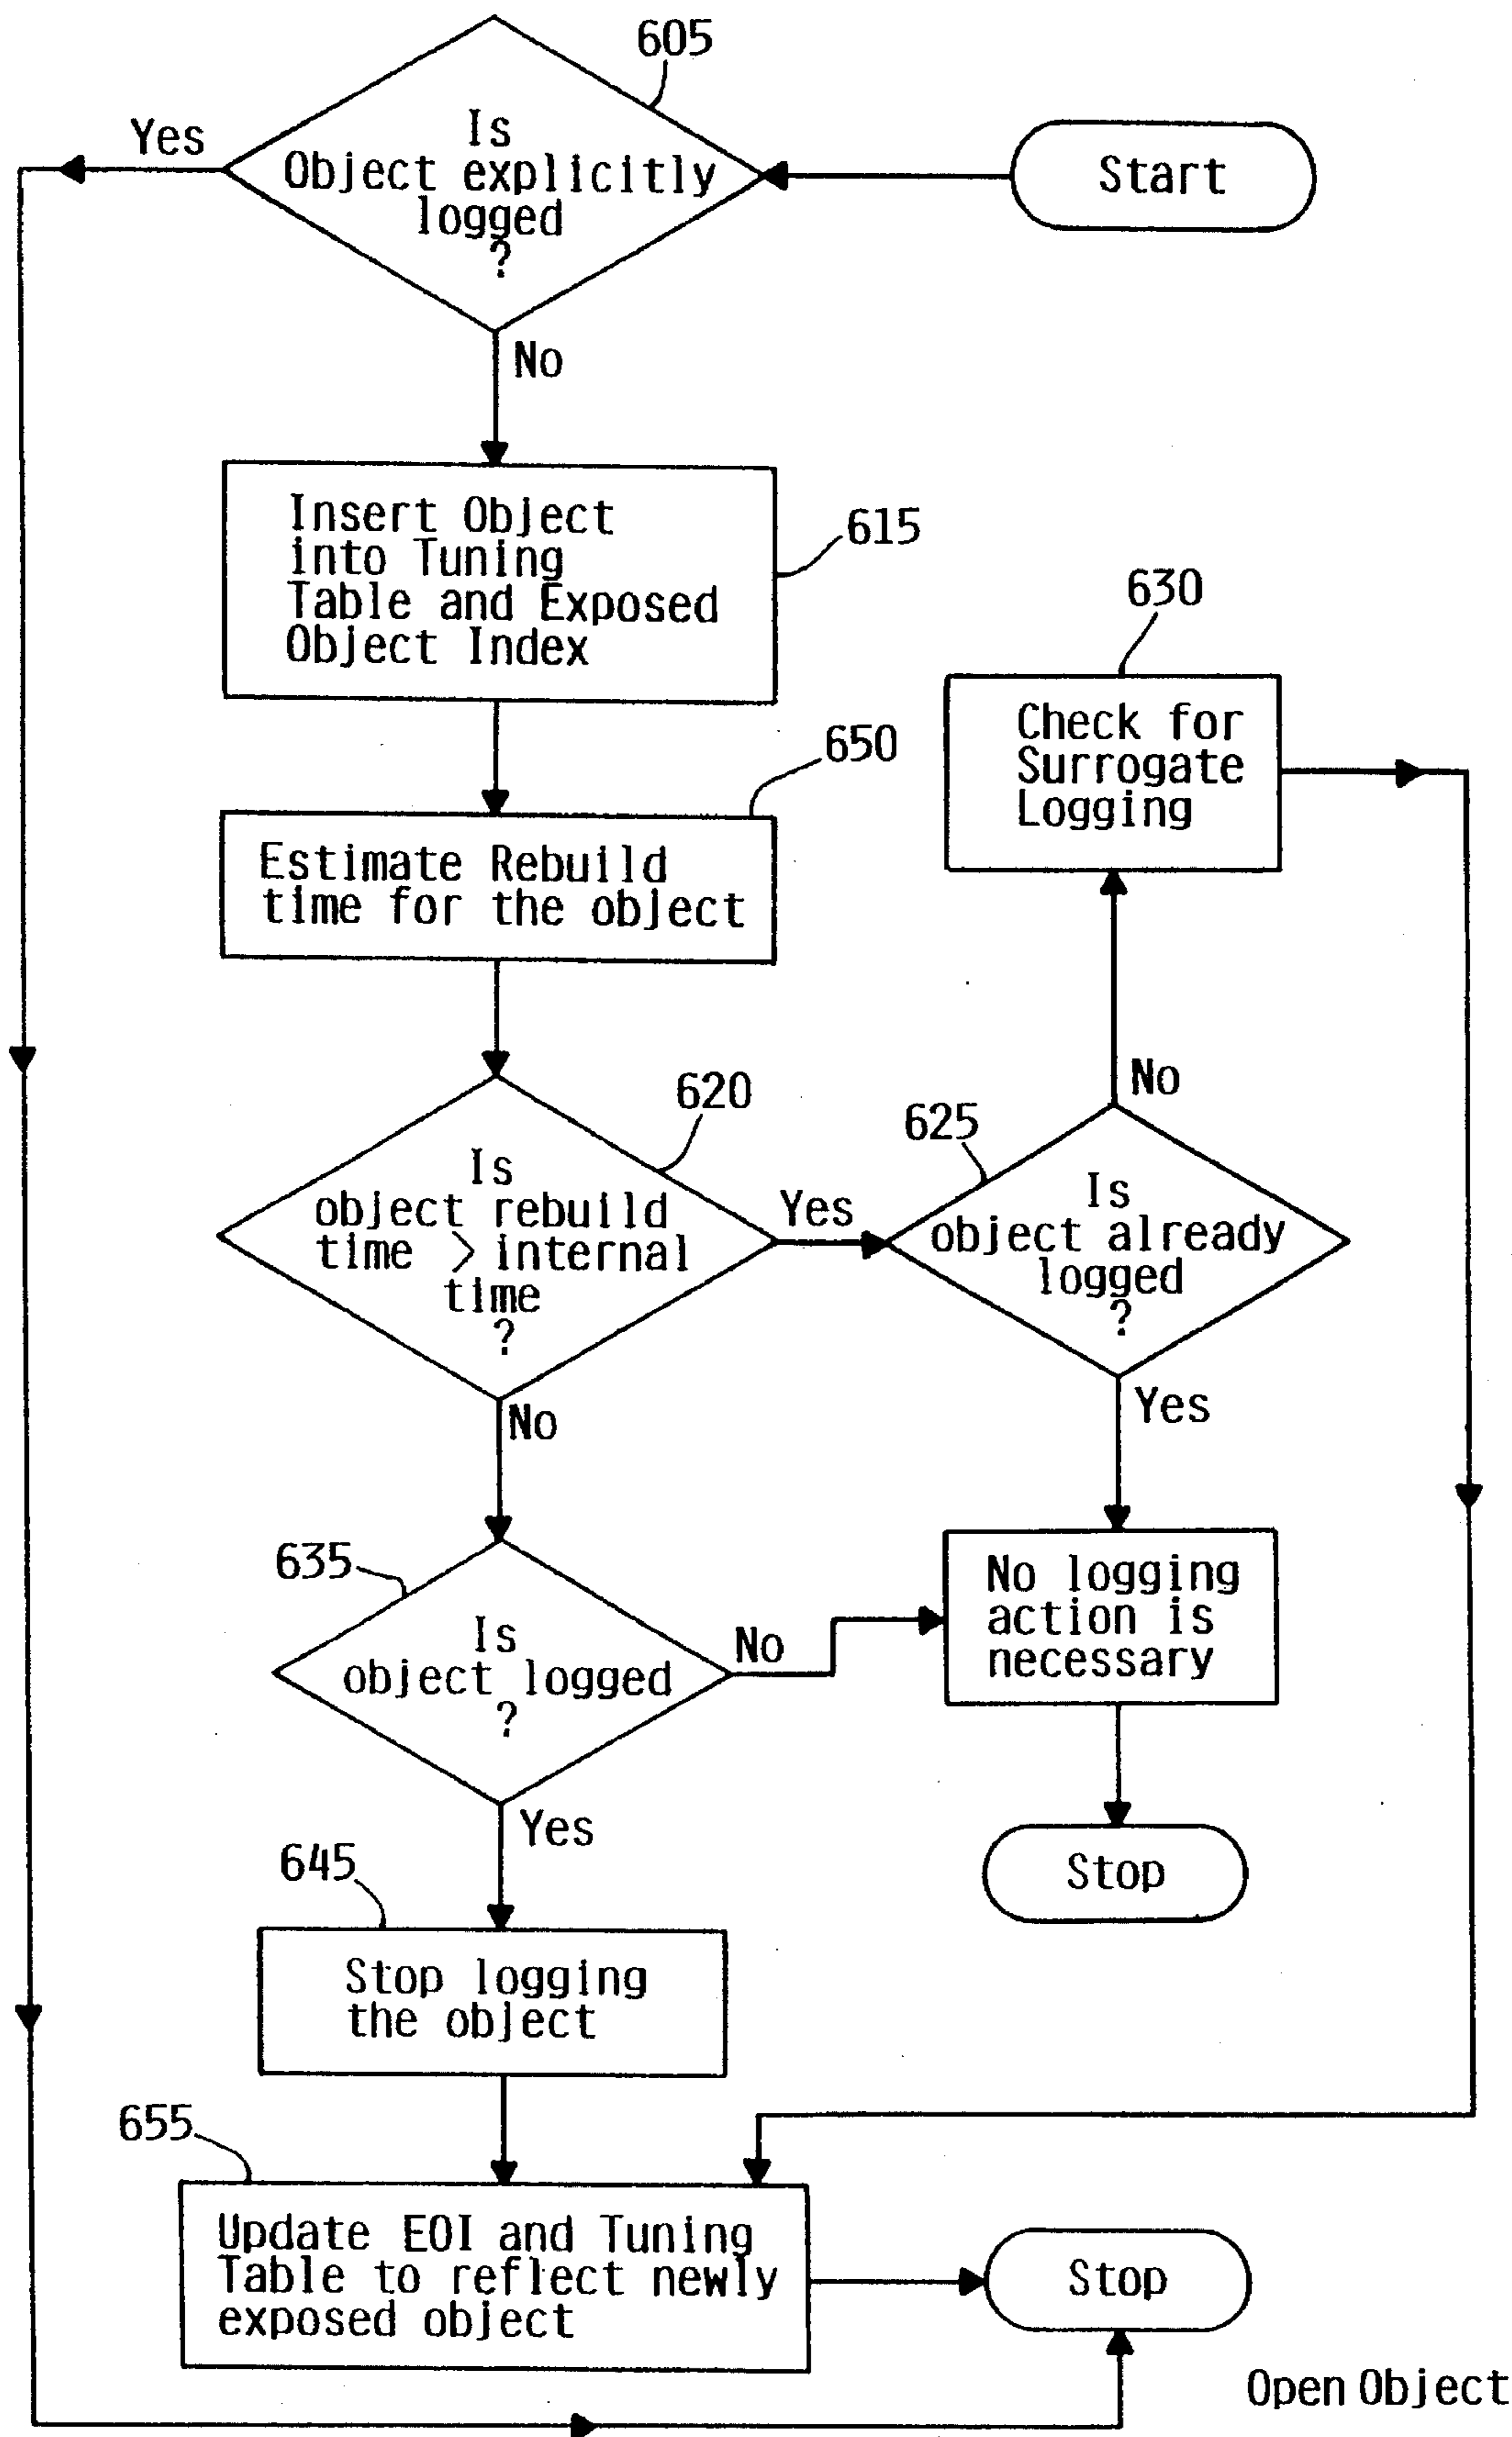 605
Yes
Is
Object explicitly
logged
?
Start
No
Insert Object
into Tuning
Table and Exposed
Object Index
615
630
Check for
Surrogate
Logging
650
Estimate Rebuild
time for the object
No
620
625
Is
object rebuild
time > internal
time
?
Yes
Is
object already
logged
?
No
Yes
635
Is
object logged
?
No
No logging
action is
necessary
Yes
Stop
645
Stop logging
the object
655
Update EOI and Tuning
Table to reflect newly
exposed object
Stop
Open Object